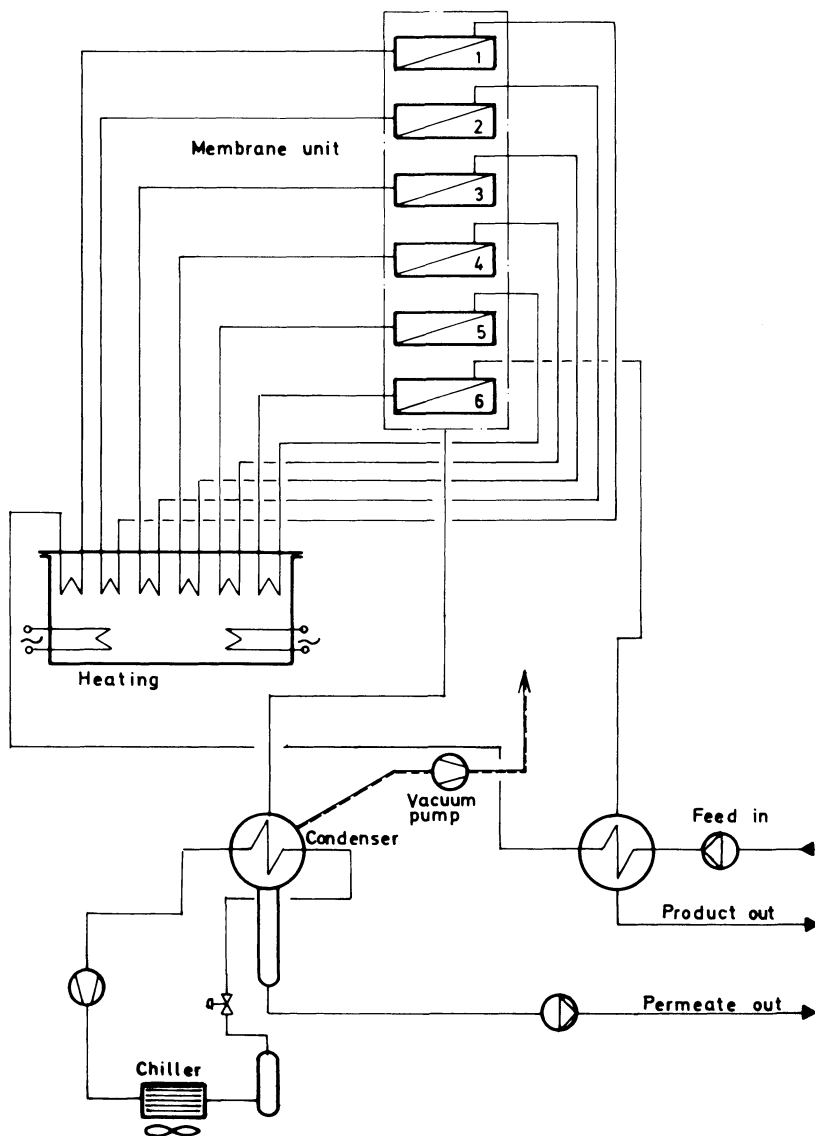 1
2
Membrane unit
3
4
5
6
Heating
Vacuum
pump
Condenser
Feed in
Product out
Permeate out
Chiller